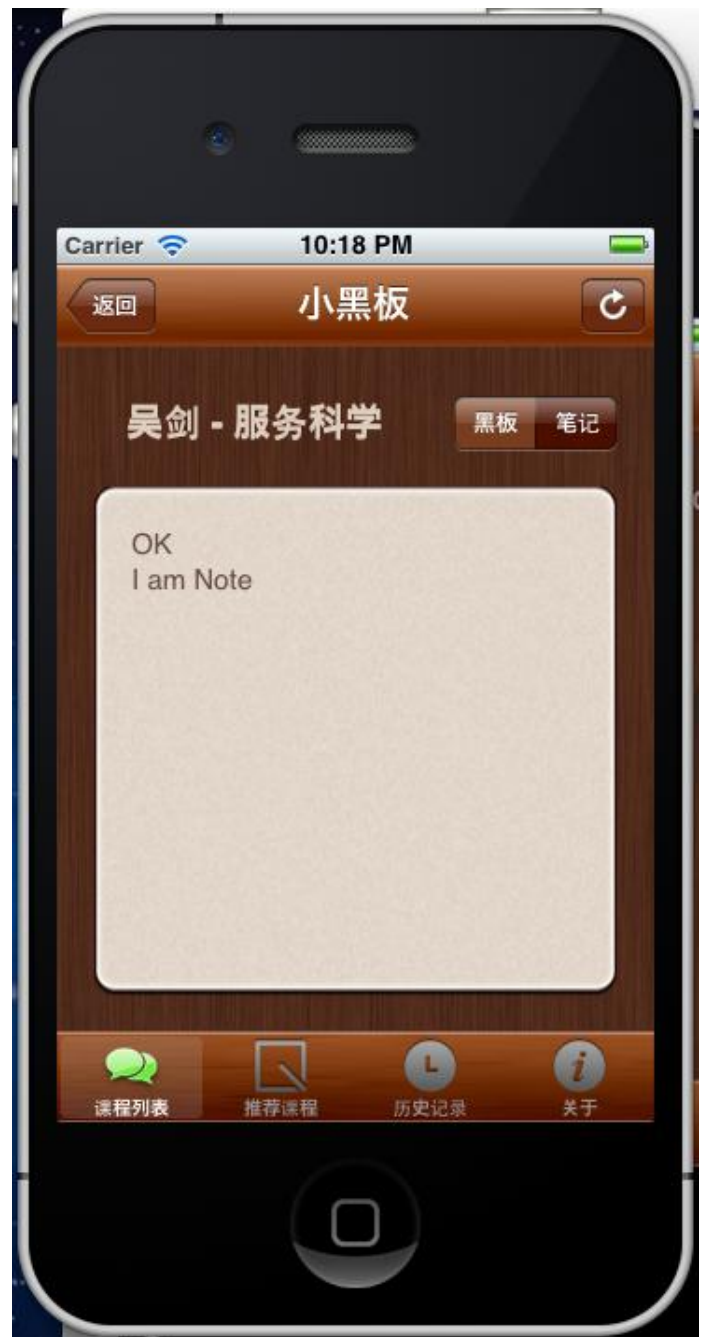 Carrier 10:18 PM
返回 小黑板
吴剑 - 服务科学 黑板 笔记
OK
I am Note
课程列表 推荐课程 历史记录 关于